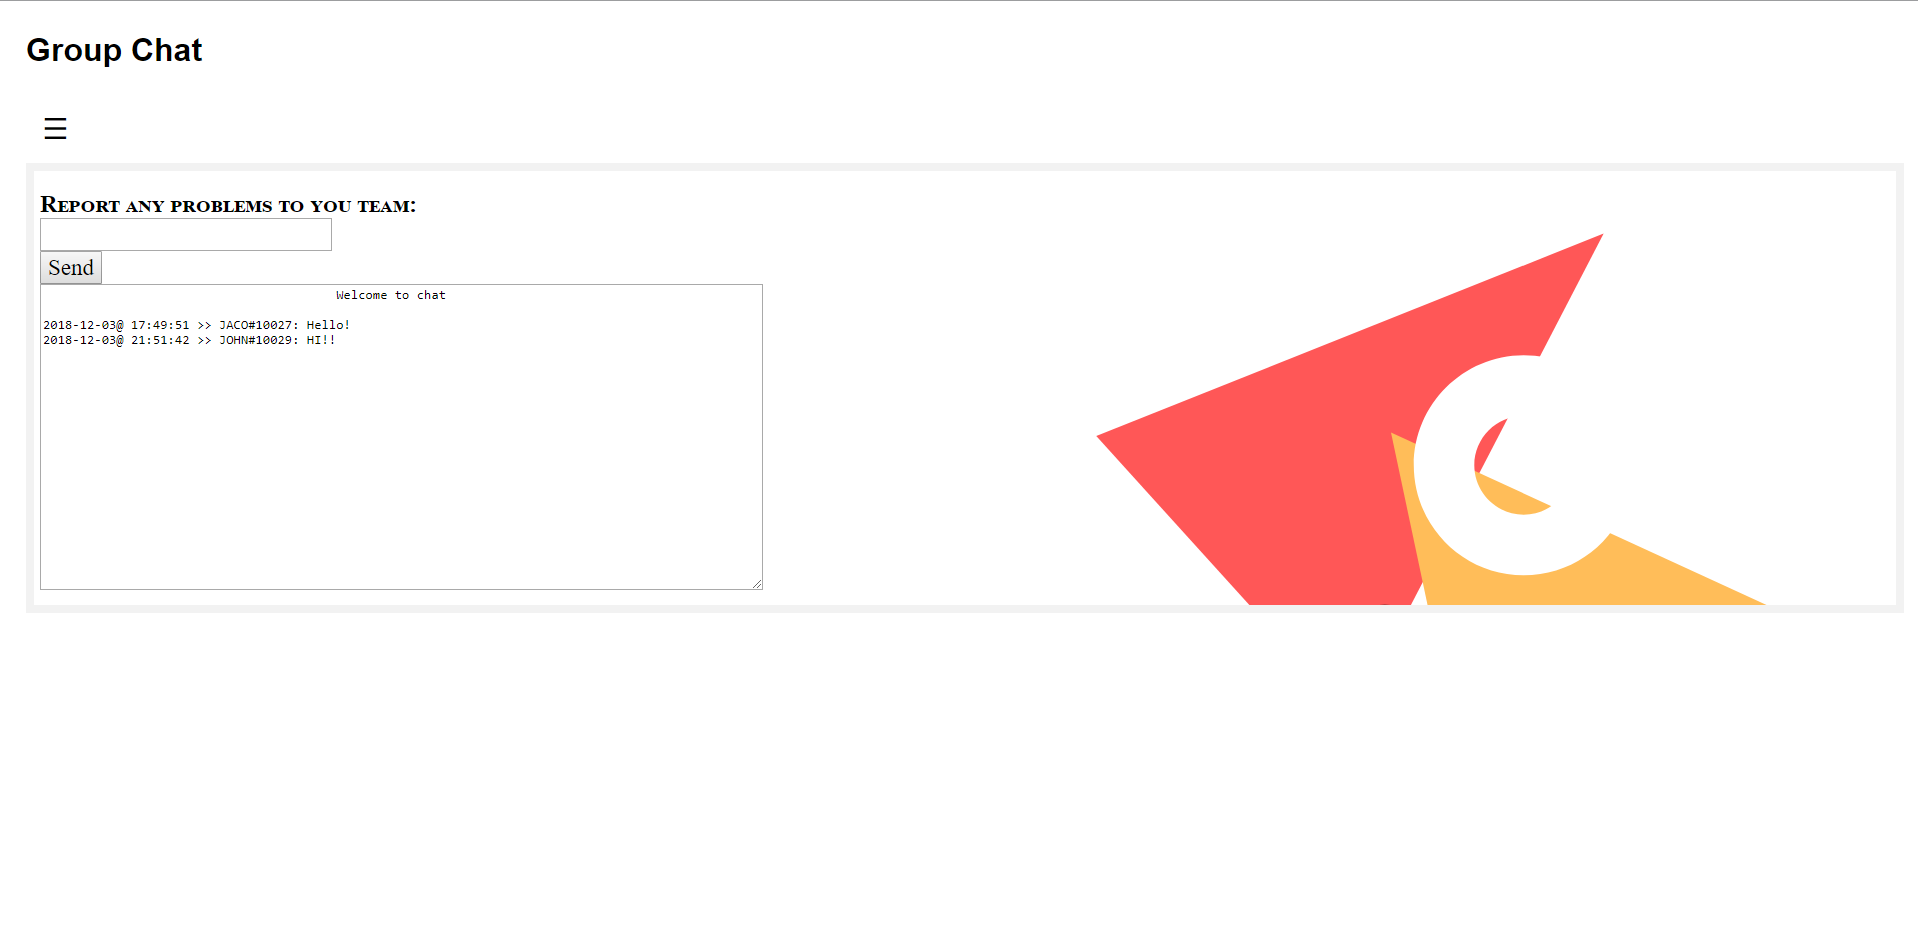 Group Chat
☰
Report any problems to you team:
Send
Welcome to chat
2018-12-03@ 17:49:51 >> JACO#10027: Hello!
2018-12-03@ 21:51:42 >> JOHN#10029: HI!!